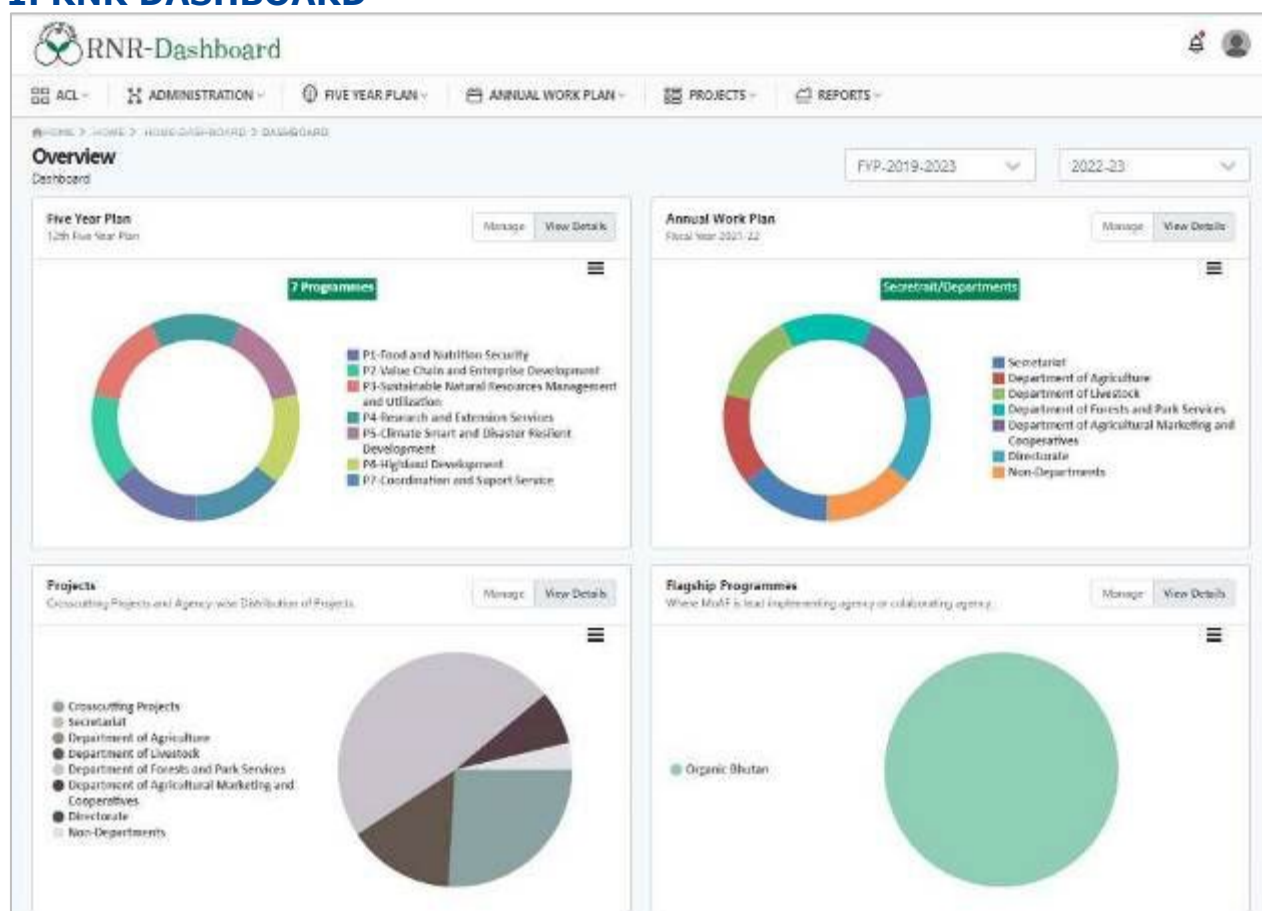 1. RNR DASHBOARD
RNR-Dashboard
ACL
ADMINISTRATION
FIVE YEAR PLAN
ANNUAL WORK PLAN
PROJECTS
REPORTS
HOME > HOME > HOME DASHBOARD > DASHBOARD
Overview
Dashboard
FYP-2019-2023
2022-23
Five Year Plan
12th Five Year Plan
Manage
View Details
7 Programmes
P1-Food and Nutrition Security
P2-Value Chain and Enterprise Development
P3-Sustainable Natural Resources Management
and Utilization
P4-Research and Extension Services
P5-Climate Smart and Disaster Resilient
Development
P6-Highland Development
P7-Coordination and Suport Service
Annual Work Plan
Fiscal Year 2021-22
Manage
View Details
Secretrait/Departments
Secretariat
Department of Agriculture
Department of Livestock
Department of Forests and Park Services
Department of Agricultural Marketing and
Cooperatives
Directorate
Non-Departments
Projects
Crosscutting Projects and Agency-wise Distribution of Projects.
Manage
View Details
Crosscutting Projects
Secretariat
Department of Agriculture
Department of Livestock
Department of Forests and Park Services
Department of Agricultural Marketing and
Cooperatives
Directorate
Non-Departments
Flagship Programmes
Where MoAF is lead implementing agency or colaborating agency.
Manage
View Details
Organic Bhutan